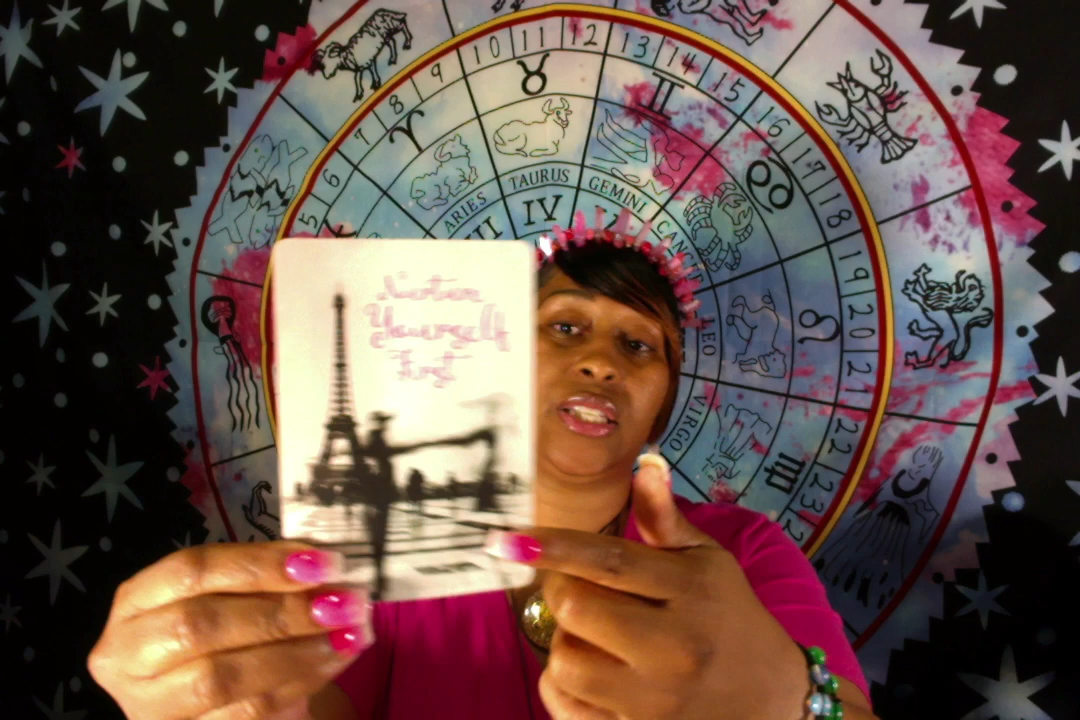 10 11 12 13 14 15 16 17 18 19 20 21 22 23
5 6 7 8 9
ARIES TAURUS GEMINI LEO VIRGO
IV
Yourself
First